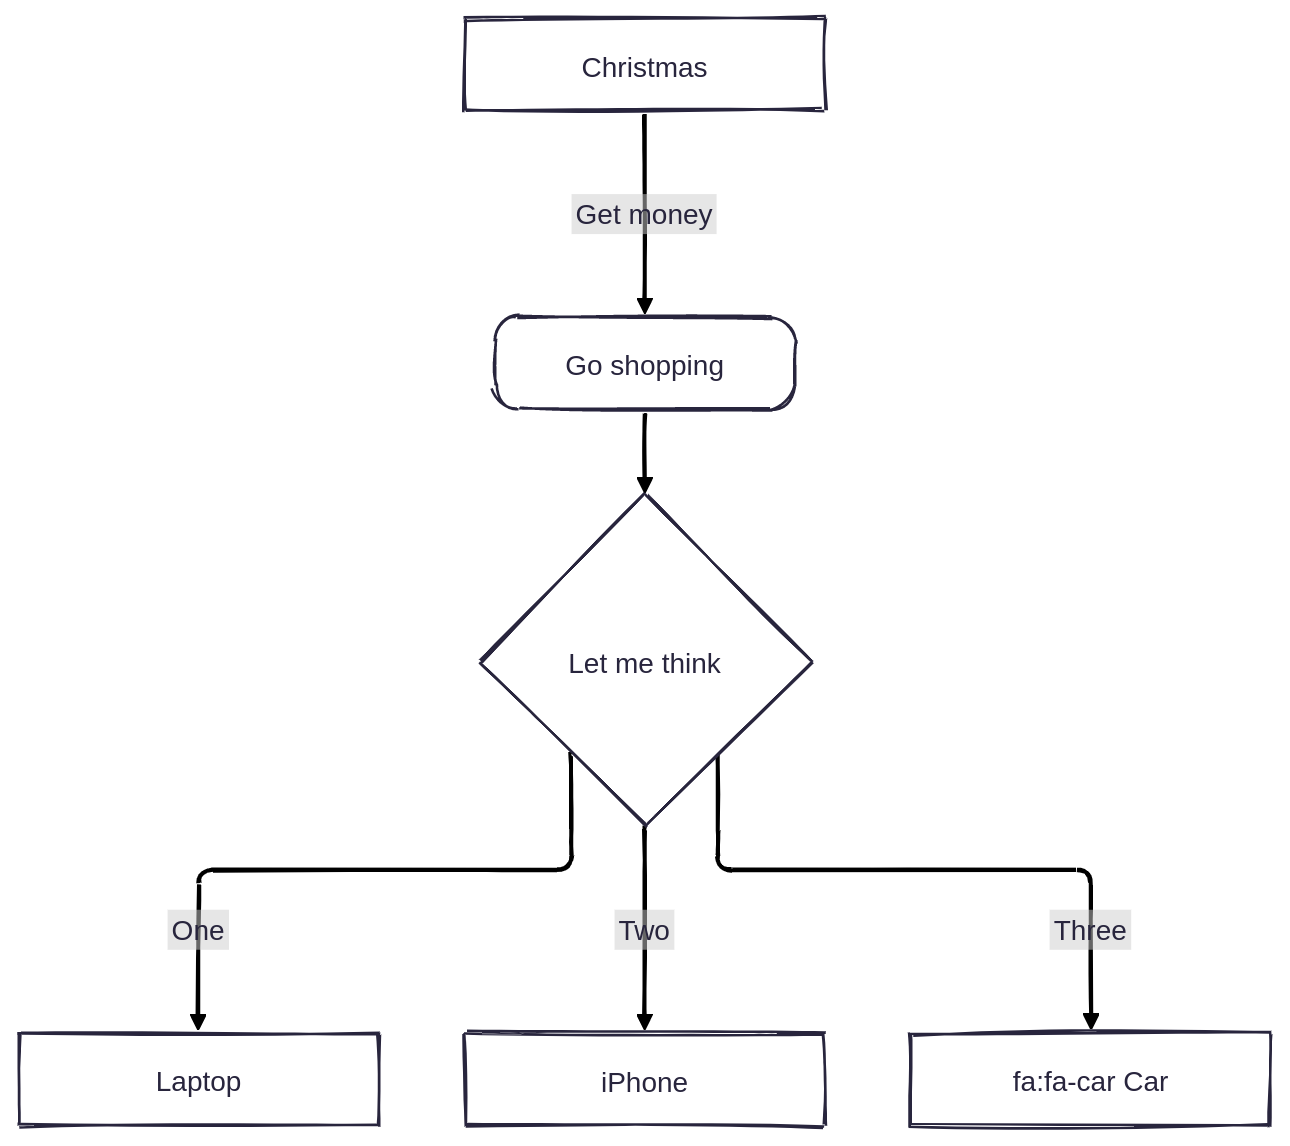 Christmas
Get money
Go shopping
Let me think
One
Two
Three
Laptop
iPhone
fa:fa-car Car